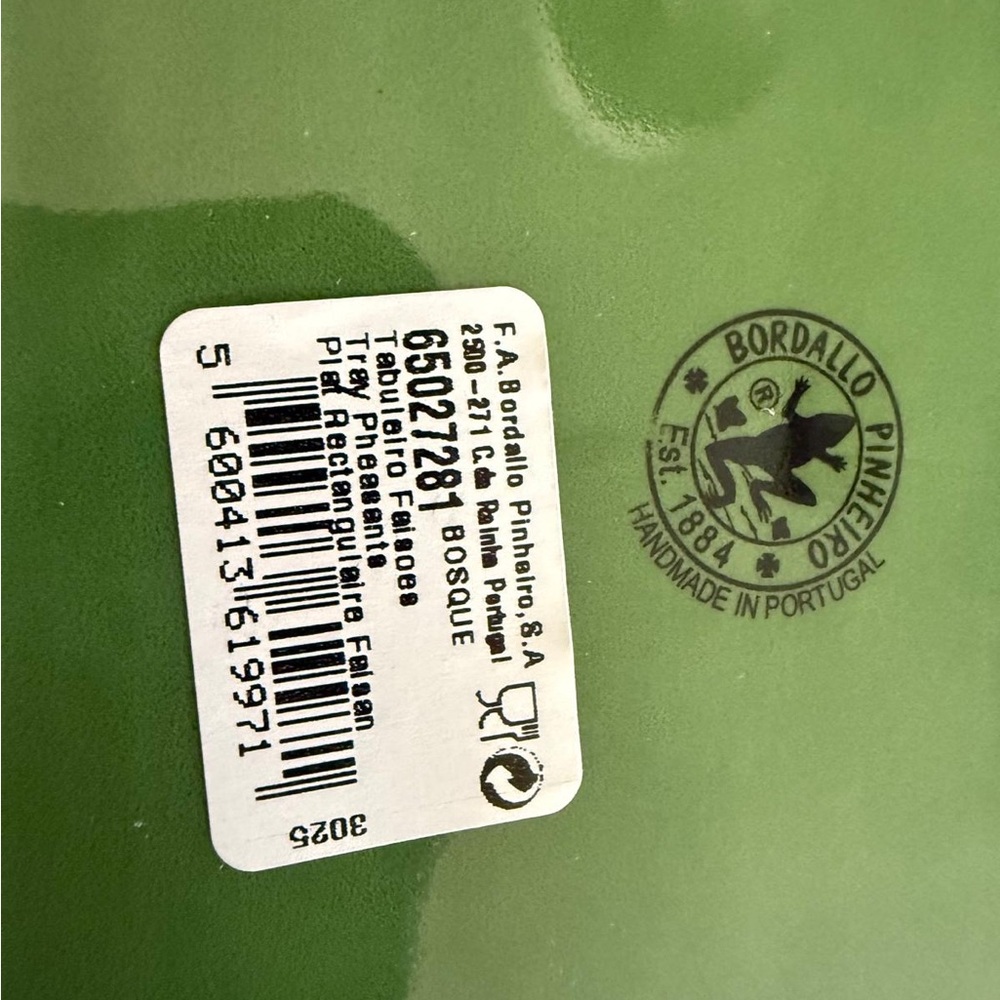 F.A.Bordallo Pinheiro,S.A
2500-271 C.da Rainha Portugal
65027281 BOSQUE
Tabuleiro Faisoes
Tray Pheasants
Plat Rectangulaire Faisan
5 600413 619971
3025
BORDALLO PINHEIRO
®
Est. 1884
HANDMADE IN PORTUGAL